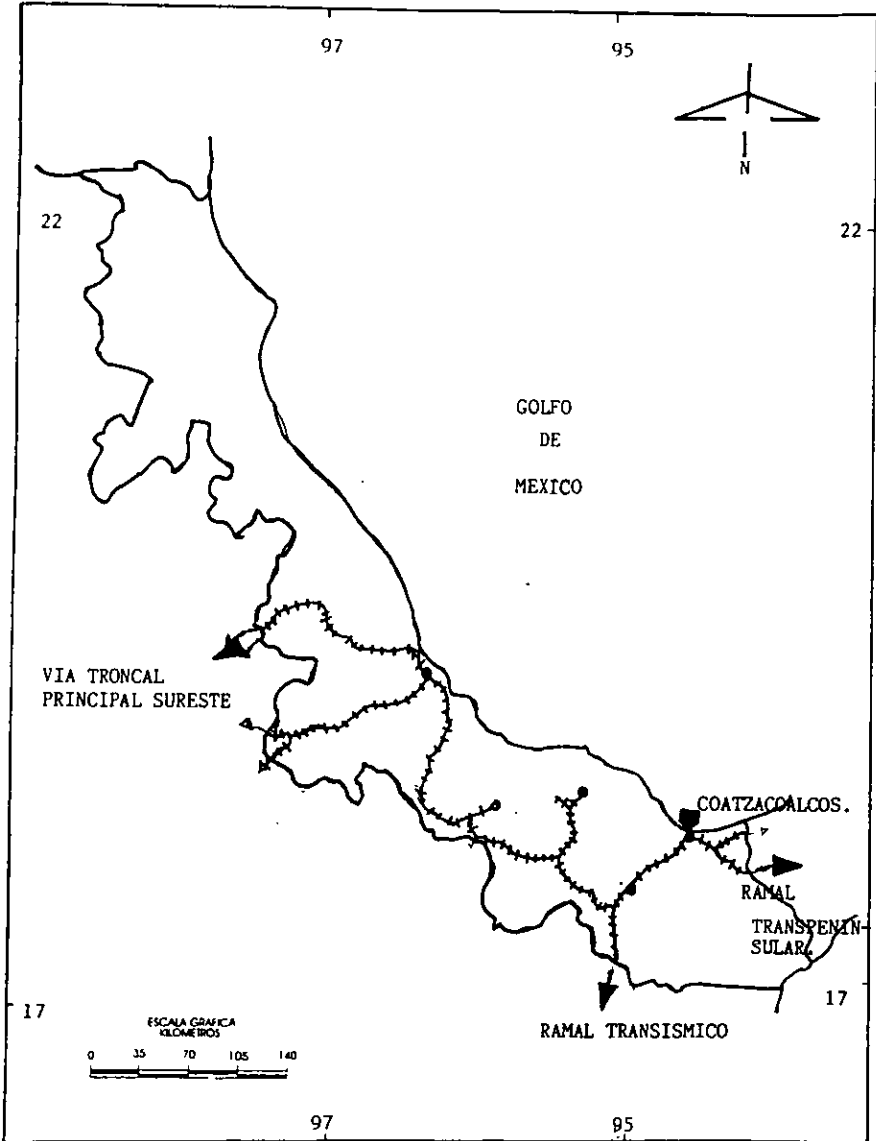 97
95
N
22
22
GOLFO
DE
MEXICO
VIA TRONCAL
PRINCIPAL SURESTE
COATZACOALCOS.
RAMAL
TRANSPENIN-
SULAR.
17
17
ESCALA GRAFICA
KILOMETROS
0 35 70 105 140
RAMAL TRANSISMICO
97
95